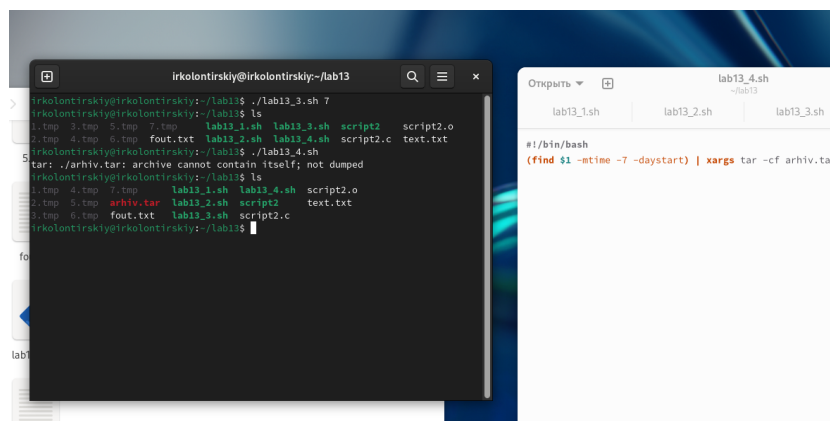 irkolontirskiy@irkolontirskiy:~/lab13
irkolontirskiy@irkolontirskiy:~/lab13$ ./lab13_3.sh 7
irkolontirskiy@irkolontirskiy:~/lab13$ ls
1.tmp 3.tmp 5.tmp 7.tmp lab13_1.sh lab13_3.sh script2 script2.o
2.tmp 4.tmp 6.tmp fout.txt lab13_2.sh lab13_4.sh script2.c text.txt
irkolontirskiy@irkolontirskiy:~/lab13$ ./lab13_4.sh
tar: ./arhiv.tar: archive cannot contain itself; not dumped
irkolontirskiy@irkolontirskiy:~/lab13$ ls
1.tmp 4.tmp 7.tmp lab13_1.sh lab13_4.sh script2.o
2.tmp 5.tmp arhiv.tar lab13_2.sh script2 text.txt
3.tmp 6.tmp fout.txt lab13_3.sh script2.c
irkolontirskiy@irkolontirskiy:~/lab13$
5
fo
lab1
Открыть
lab13_4.sh
~/lab13
lab13_1.sh lab13_2.sh lab13_3.sh
#!/bin/bash
(find $1 -mtime -7 -daystart) | xargs tar -cf arhiv.ta